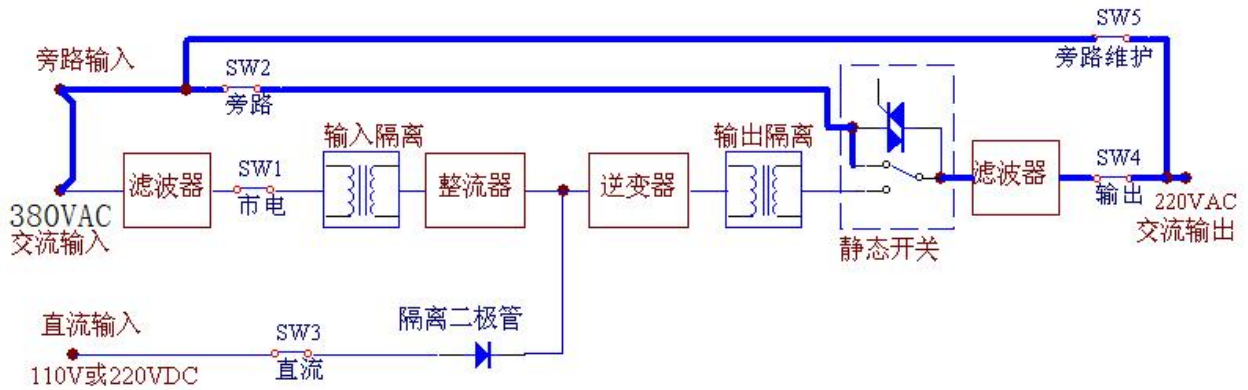 SW5
旁路维护
旁路输入
SW2
旁路
输入隔离
输出隔离
滤波器
SW1
市电
整流器
逆变器
滤波器
SW4
输出
380VAC
交流输入
220VAC
交流输出
静态开关
直流输入
SW3
直流
隔离二极管
110V或220VDC